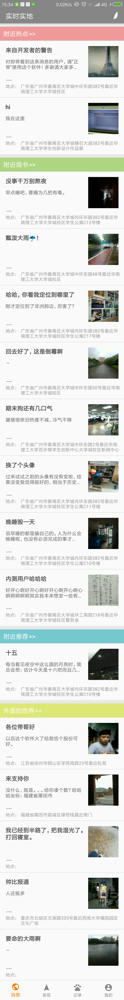 15:34
0.02K/s
4G
实时实地
附近热点>>
来自开发者的警告
对即将看到这条消息的用户，请“正
常”使用这个软件！多谢请大家多...
地点： 广东省广州市番禺区大学城中环东路382号靠近华
南理工大学大学城校区
hi
我在这里
地点： 广东省广州市番禺区大学城穗石大道382号靠近华
南理工大学学生创新设计作品展
附近简书>>
没事千万别熬夜
早点睡吧，要睡为几把有毒。
地点： 广东省广州市番禺区大学城内环东路382号靠近华
南理工大学大学城校区学生公寓C12号楼
瓢泼大雨☔！
地点： 广东省广州市番禺区大学城中环东路48号靠近华南
理工大学大学城校区
哈哈，你看我定位到哪里了
刚才定位到了非洲那边，厉害了？
地点： 广东省广州市番禺区大学城内环东路382号靠近华
南理工大学大学城校区学生公寓C17号楼
回去好了，这是倒霉啊
~
地点： 广东省广州市番禺区大学城中环东路50号靠近华南
理工大学大学城校区
期末狗还有几口气
屠猪馆依旧热度不减，冷气不降
地点： 广东省广州市番禺区大学城中环东路2号靠近华南
理工大学百步梯学生创新中心大学城校区新闻中心
换了个头像
过来试试之前的头像有没有变啦，结
果没变我觉得挺好的，相当于历史...
地点： 广东省广州市番禺区大学城内环东路382号靠近华
南理工大学大学城校区学生公寓C11号楼
晚睡毁一天
说早睡的都是骗自己的。人为什么会
晚睡呢，也没有必须完成的事才...
地点： 广东省广州市番禺区大学城内环东路382号靠近华
南理工大学大学城校区学生公寓C10号楼
内测用户哈哈哈
好开心啊好开心啊好开心啊开心啊心
啊啊啊啊啊其实我本来想发一些有...
地点： 广东省广州市番禺区大学城华工南路218号靠近华
南理工大学大学城校区警务室
附近推荐>>
十五
每当看见夜空中这么圆的月亮时，我
总会想：估计今天是十六吧而且几...
地点： 广东省广州市番禺区大学城内环东路382号靠近华
南理工大学大学城校区学生公寓C10号楼
外面的世界>>
各位带哥好
以后这个软件火了给我恰个股份可
好。
地点： 江苏省徐州市铜山区学苑南路23号靠近松苑
来支持你
没什么，就是。。。给你凑个数？哈哈
哈坐标：福建省莆田市
地点： 福建省莆田市荔城区埭笏线靠近南门
我已经到半路了，把我湿光了。
打回寝室。
地点：
帅比报道
人还挺多
地点： 重庆市北碚区文渊路335号靠近西南大学橘园园区
文化广场
要命的大雨啊
~
地点：
消息
发现
记录
我的